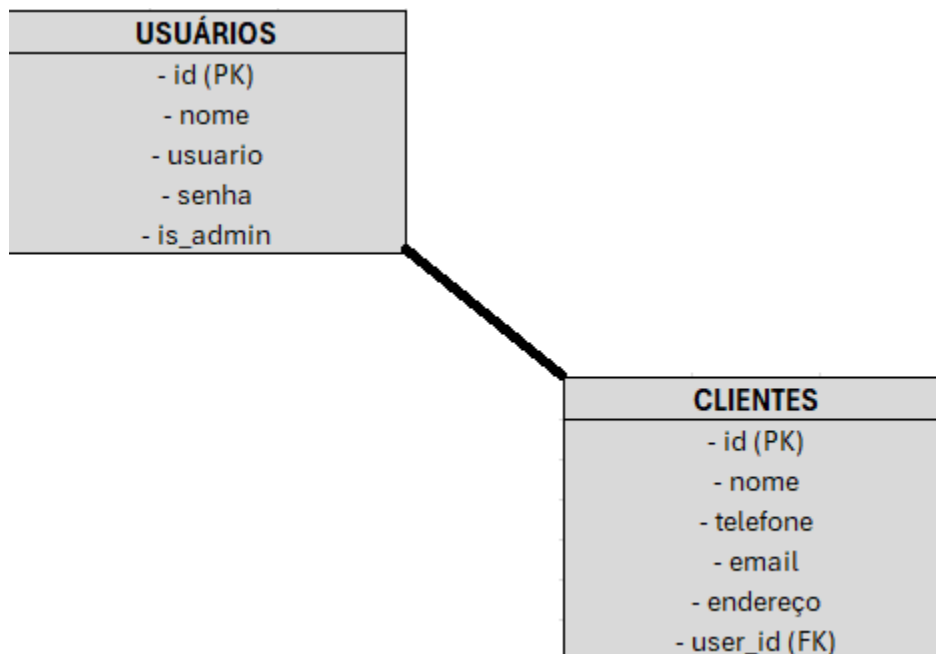 USUÁRIOS
- id (PK)
- nome
- usuario
- senha
- is_admin
CLIENTES
- id (PK)
- nome
- telefone
- email
- endereço
- user_id (FK)